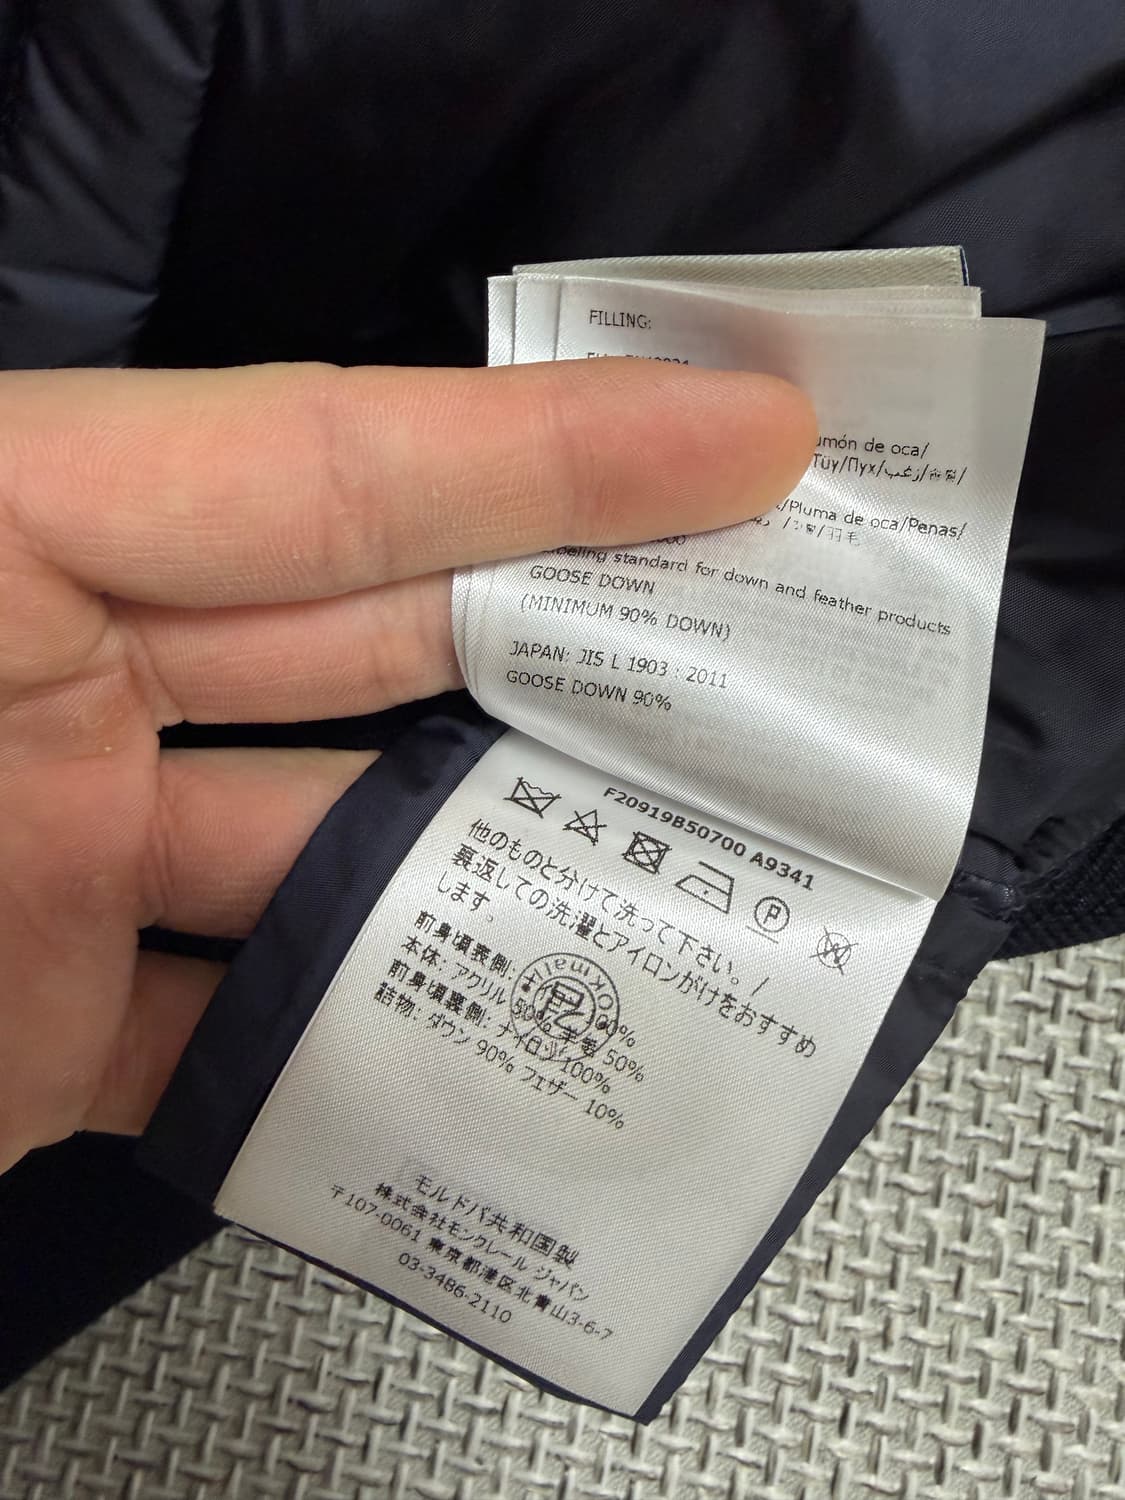 FILLING:
umón de oca/
Tüy/Пух/زغب/
/Pluma de oca/Penas/
/羽毛
labeling standard for down and feather products
GOOSE DOWN
(MINIMUM 90% DOWN)
JAPAN: JIS L 1903 : 2011
GOOSE DOWN 90%
F20919B50700 A9341
P
W
他のものと分けて洗って下さい。/
裏返しての洗濯とアイロンがけをおすすめ
します。
前身頃表側: 100%
本体: アクリル 50% 羊毛 50%
前身頃裏側: ナイロン 100%
詰物: ダウン 90% フェザー 10%
OKmall
モルドバ共和国製
株式会社モンクレール ジャパン
〒107-0061 東京都港区北青山3-6-7
03-3486-2110